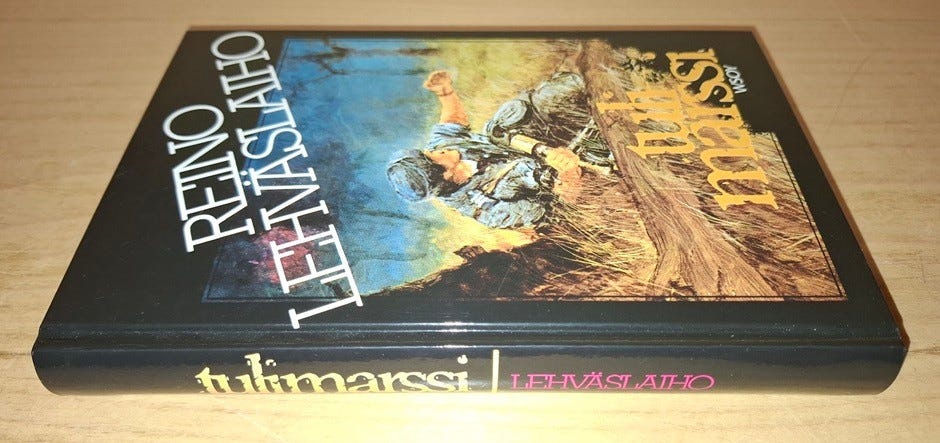 REINO
LEHVÄSLAIHO
tuli
marssi
WSOY
tulimarssi
LEHVÄSLAIHO